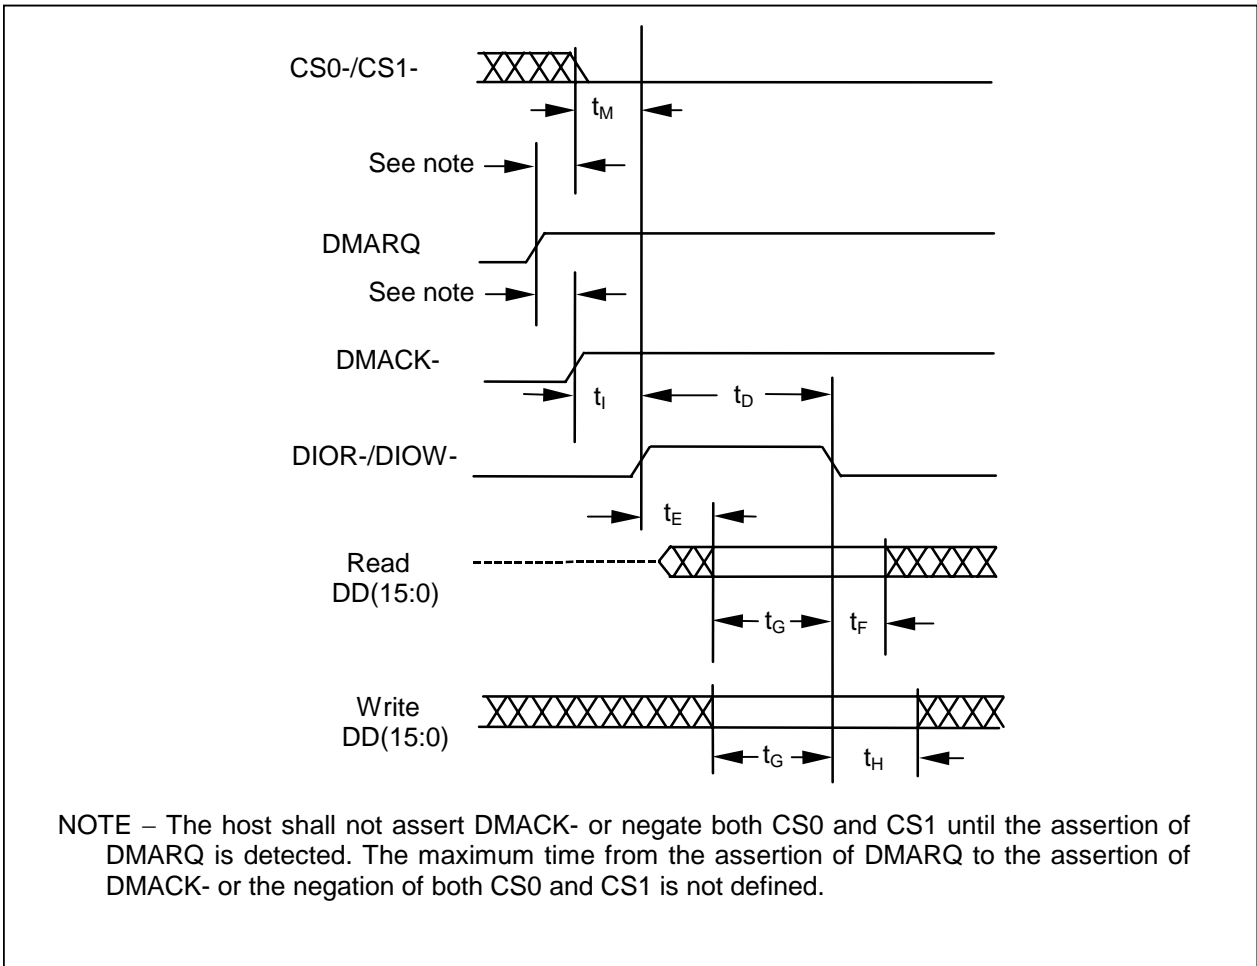 CS0-/CS1-
tM
See note
DMARQ
See note
DMACK-
tI
tD
DIOR-/DIOW-
tE
Read
DD(15:0)
tG
tF
Write
DD(15:0)
tG
tH
NOTE – The host shall not assert DMACK- or negate both CS0 and CS1 until the assertion of
DMARQ is detected. The maximum time from the assertion of DMARQ to the assertion of
DMACK- or the negation of both CS0 and CS1 is not defined.